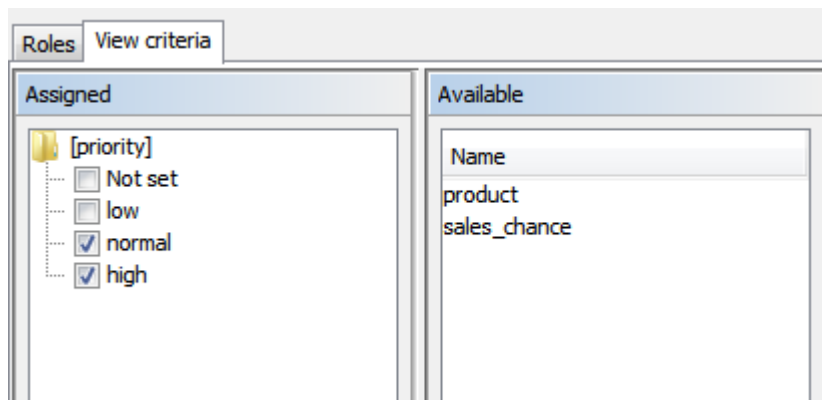 Roles View criteria
Assigned
[priority]
Not set
low
normal
high
Available
Name
product
sales_chance